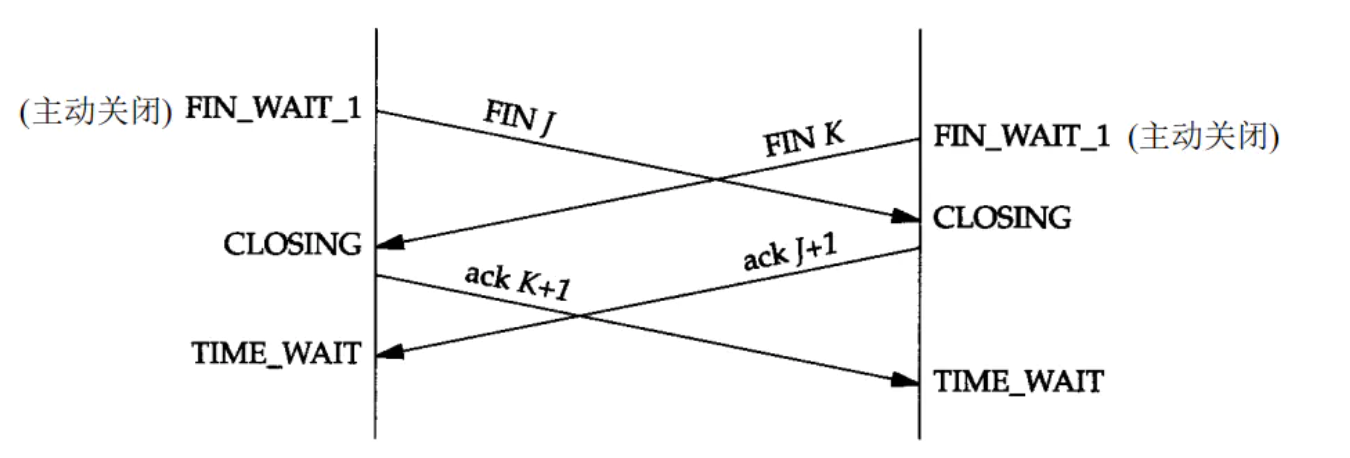 (主动关闭) FIN_WAIT_1
FIN J
FIN K
FIN_WAIT_1 (主动关闭)
CLOSING
CLOSING
ack K+1
ack J+1
TIME_WAIT
TIME_WAIT